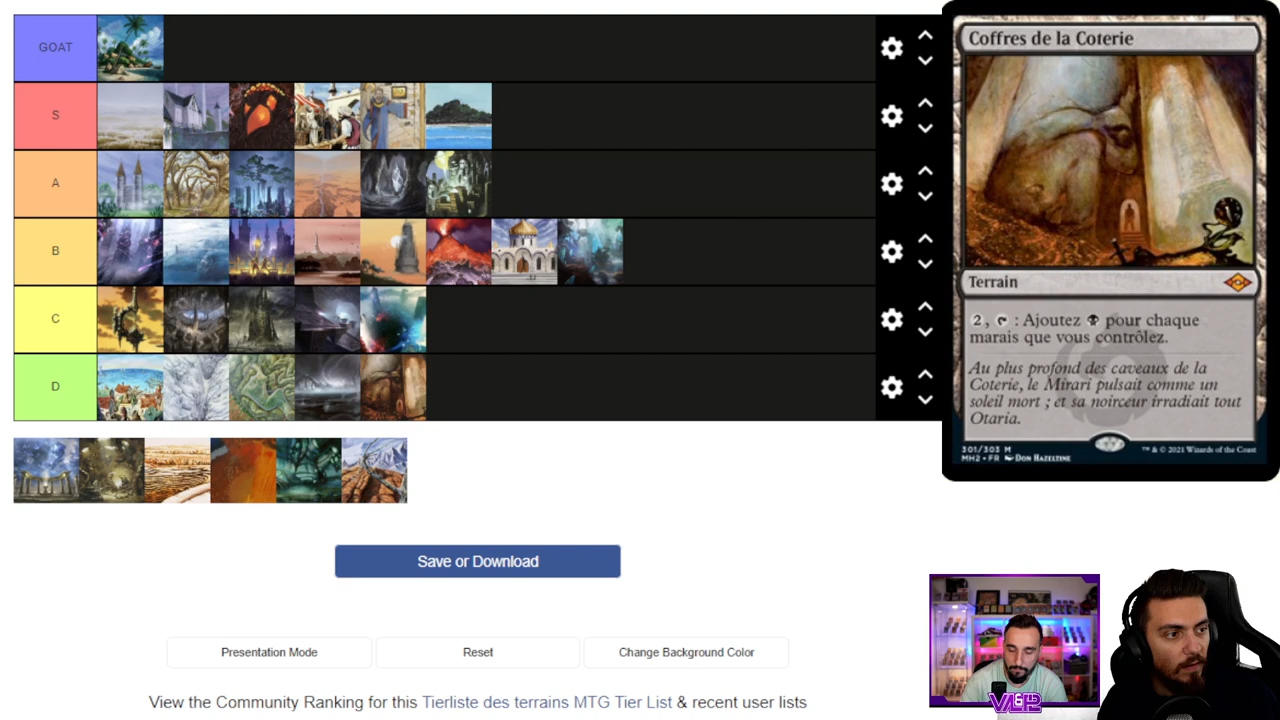 GOAT
S
A
B
C
D
Coffres de la Coterie
Terrain
2, : Ajoutez pour chaque
marais que vous contrôlez.
Au plus profond des caveaux de la
Coterie, le Mirari pulsait comme un
soleil mort ; et sa noirceur irradiait tout
Otaria.
301/303 M
MH2 • FR Don Hazeltine
™ & © 2021 Wizards of the Coast
Save or Download
Presentation Mode
Reset
Change Background Color
View the Community Ranking for this Tierliste des terrains MTG Tier List & recent user lists